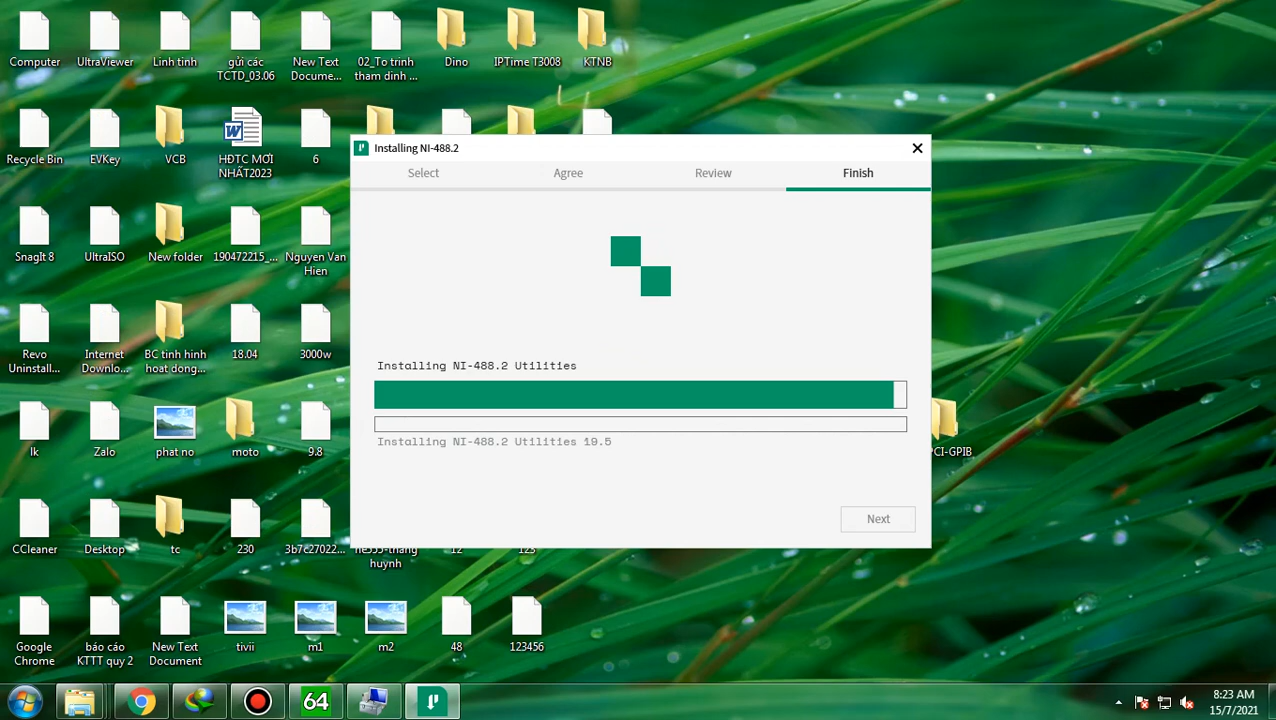 Computer
UltraViewer
Linh tinh
gửi các
TCTD_03.06
New Text
Docume...
02_To trinh
tham dinh ...
Dino
IPTime T3008
KTNB
Recycle Bin
EVKey
VCB
HĐTC MƠI
NHẤT2023
6
SnagIt 8
UltraISO
New folder
190472215_...
Nguyen Van
Hien
Revo
Uninstall...
Internet
Downlo...
BC tinh hinh
hoat dong...
18.04
3000w
lk
Zalo
phat no
moto
9.8
PCI-GPIB
CCleaner
Desktop
tc
230
3b7c27022...
huynh
12
123
Google
Chrome
báo cáo
KTTT quy 2
New Text
Document
tivii
m1
m2
48
123456
Installing NI-488.2
Select
Agree
Review
Finish
Installing NI-488.2 Utilities
Installing NI-488.2 Utilities 19.5
Next
64
8:23 AM
15/7/2021